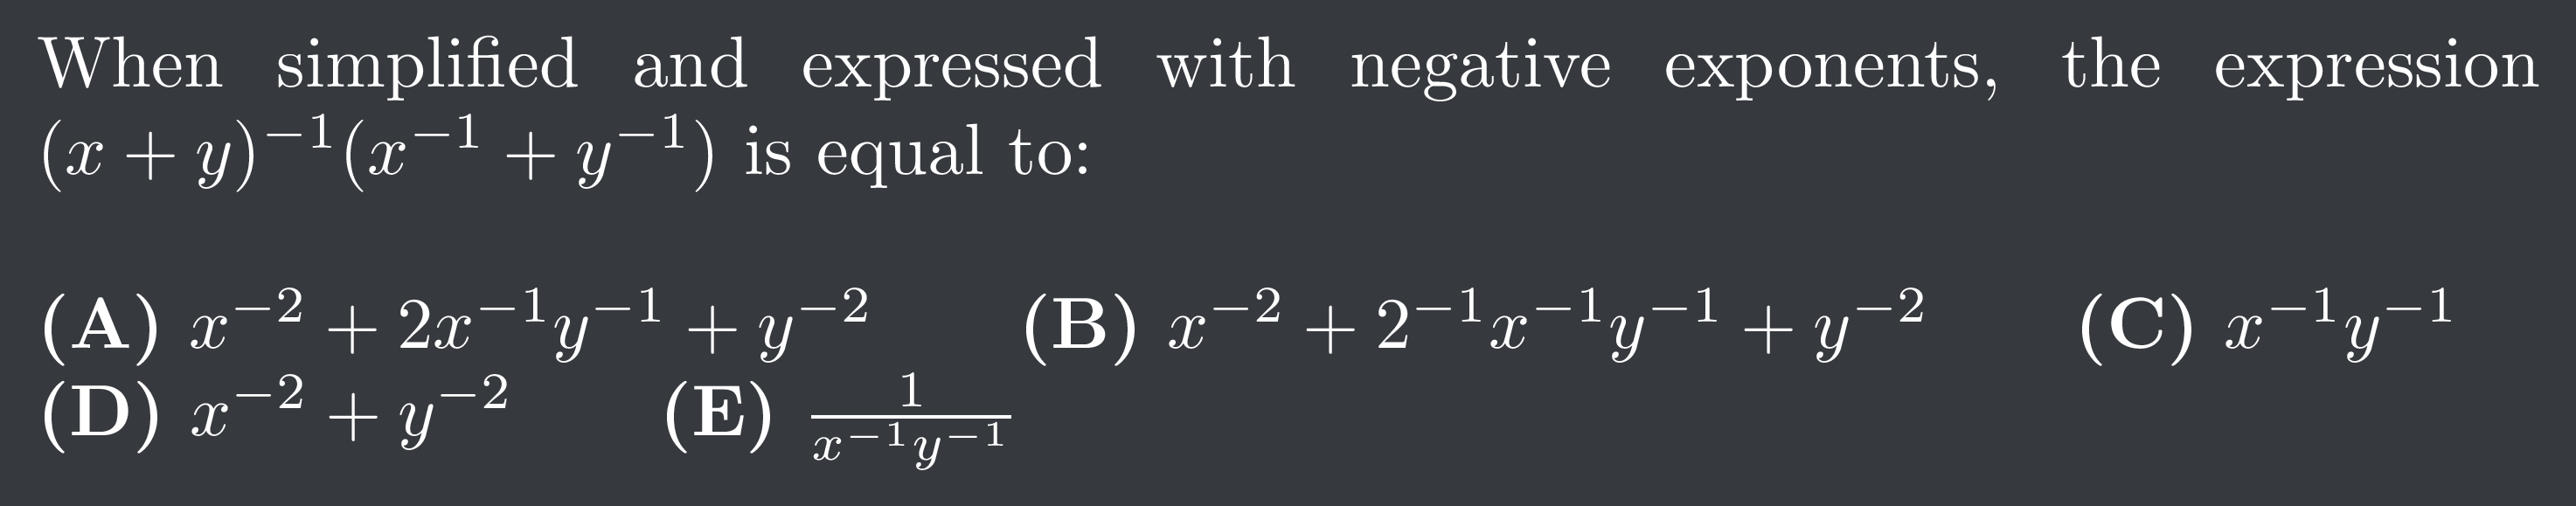 When simplified and expressed with negative exponents, the expression
$(x + y)^{-1}(x^{-1} + y^{-1})$ is equal to:
(A) $x^{-2} + 2x^{-1}y^{-1} + y^{-2}$ (B) $x^{-2} + 2^{-1}x^{-1}y^{-1} + y^{-2}$ (C) $x^{-1}y^{-1}$
(D) $x^{-2} + y^{-2}$ (E) $\frac{1}{x^{-1}y^{-1}}$